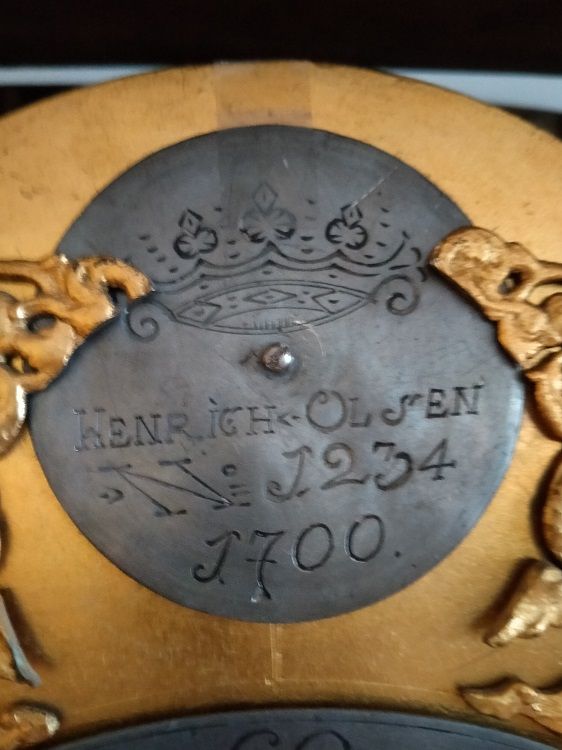 HENRICH OLSEN
No: 1234
1700.